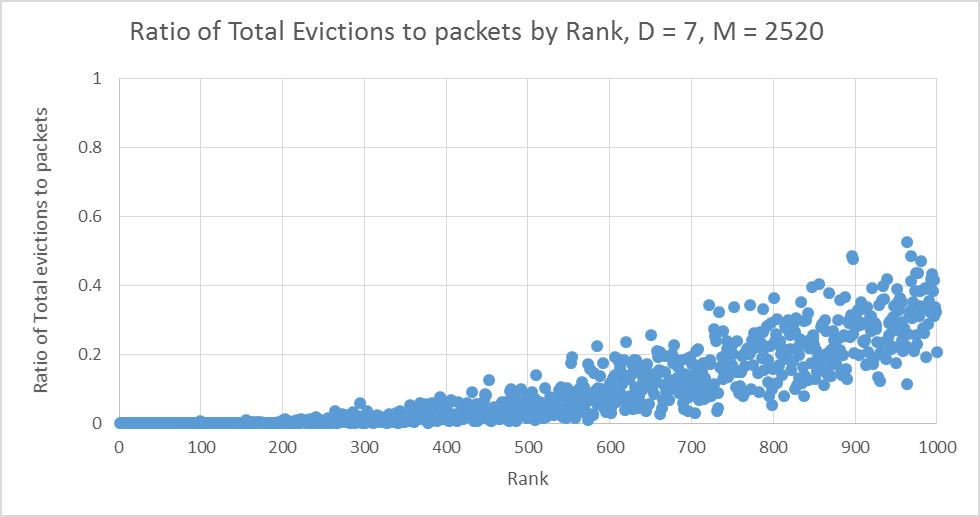 Ratio of Total Evictions to packets by Rank, D = 7, M = 2520
Ratio of Total evictions to packets
1
0.8
0.6
0.4
0.2
0
0 100 200 300 400 500 600 700 800 900 1000
Rank